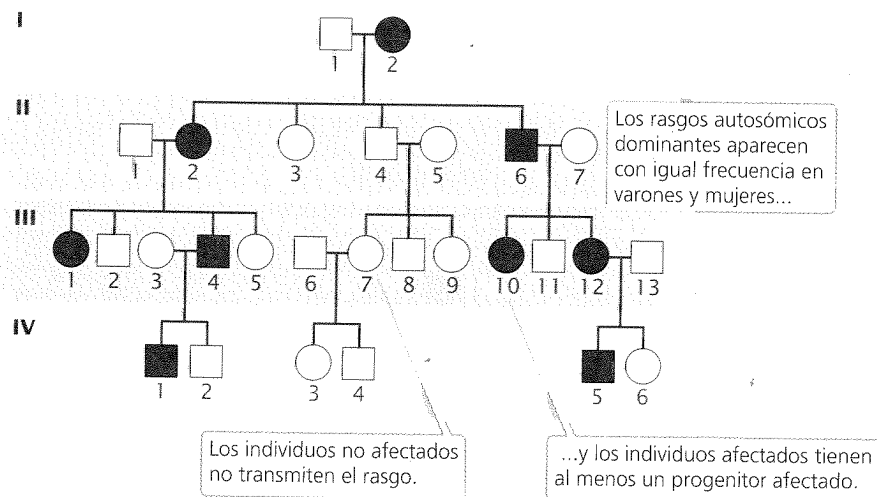 I
1 2
II
1 2 3 4 5 6 7
Los rasgos autosómicos
dominantes aparecen
con igual frecuencia en
varones y mujeres...
III
1 2 3 4 5 6 7 8 9 10 11 12 13
IV
1 2 3 4 5 6
Los individuos no afectados
no transmiten el rasgo.
...y los individuos afectados tienen
al menos un progenitor afectado.